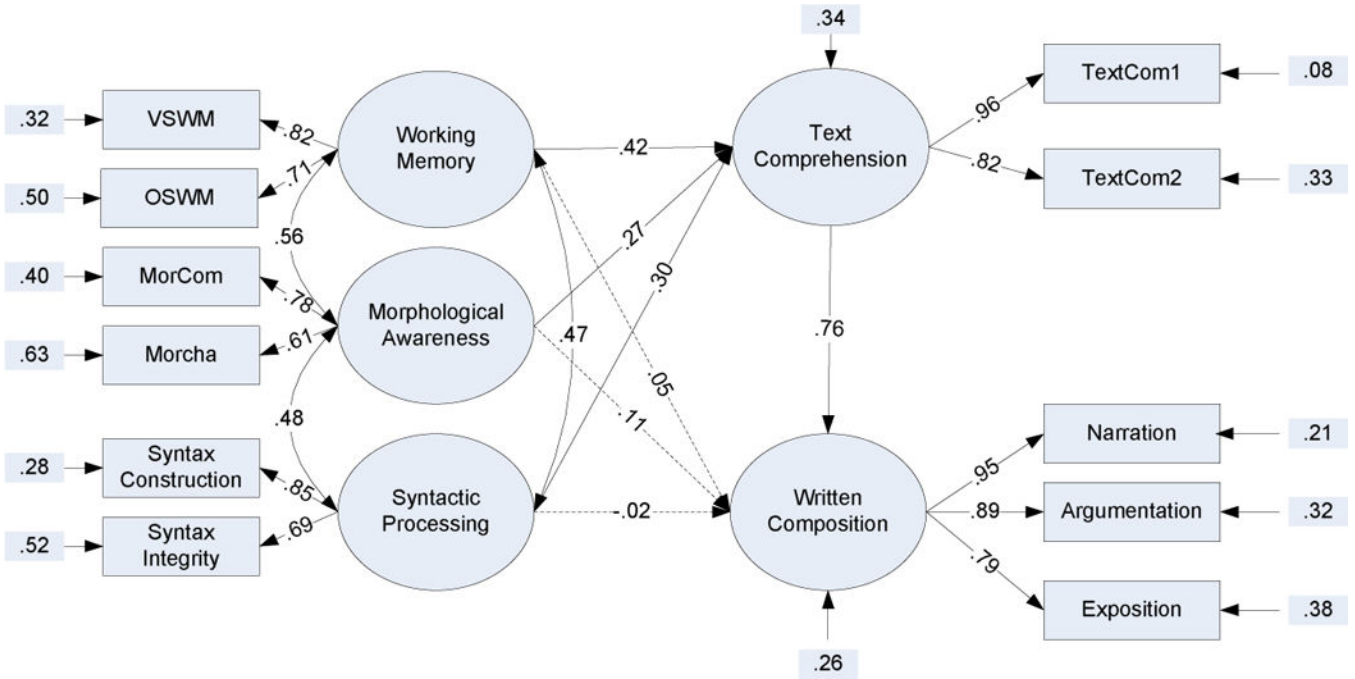 .34
TextCom1
.08
.96
VSWM
.32
.82
Working
Memory
.42
Text
Comprehension
.82
TextCom2
.33
OSWM
.50
.71
.56
.27
MorCom
.40
.78
.30
Morphological
Awareness
.47
.76
Morcha
.63
.61
.05
.11
.48
Narration
.21
.95
Syntax
Construction
.28
.85
Syntactic
Processing
-.02
Written
Composition
.89
Argumentation
.32
Syntax
Integrity
.52
.69
.79
Exposition
.38
.26